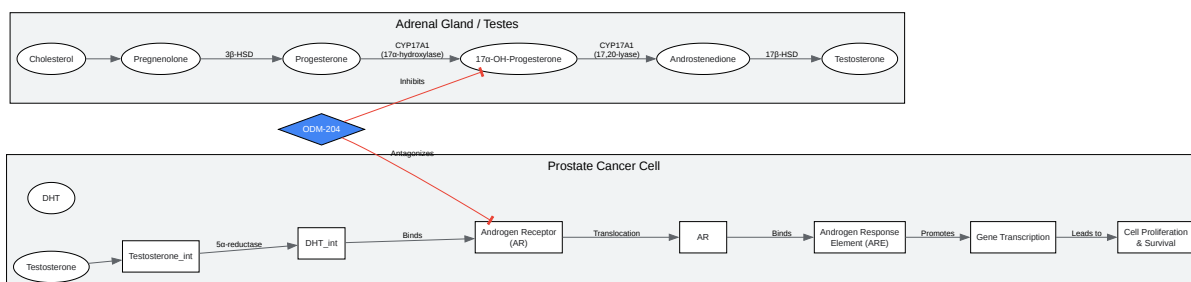 Adrenal Gland / Testes
Cholesterol
Pregnenolone
3β-HSD
Progesterone
CYP17A1
(17α-hydroxylase)
17α-OH-Progesterone
CYP17A1
(17,20-lyase)
Androstenedione
17β-HSD
Testosterone
Inhibits
ODM-204
Antagonizes
Prostate Cancer Cell
DHT
Testosterone
Testosterone_int
5α-reductase
DHT_int
Binds
Androgen Receptor
(AR)
Translocation
AR
Binds
Androgen Response
Element (ARE)
Promotes
Gene Transcription
Leads to
Cell Proliferation
& Survival